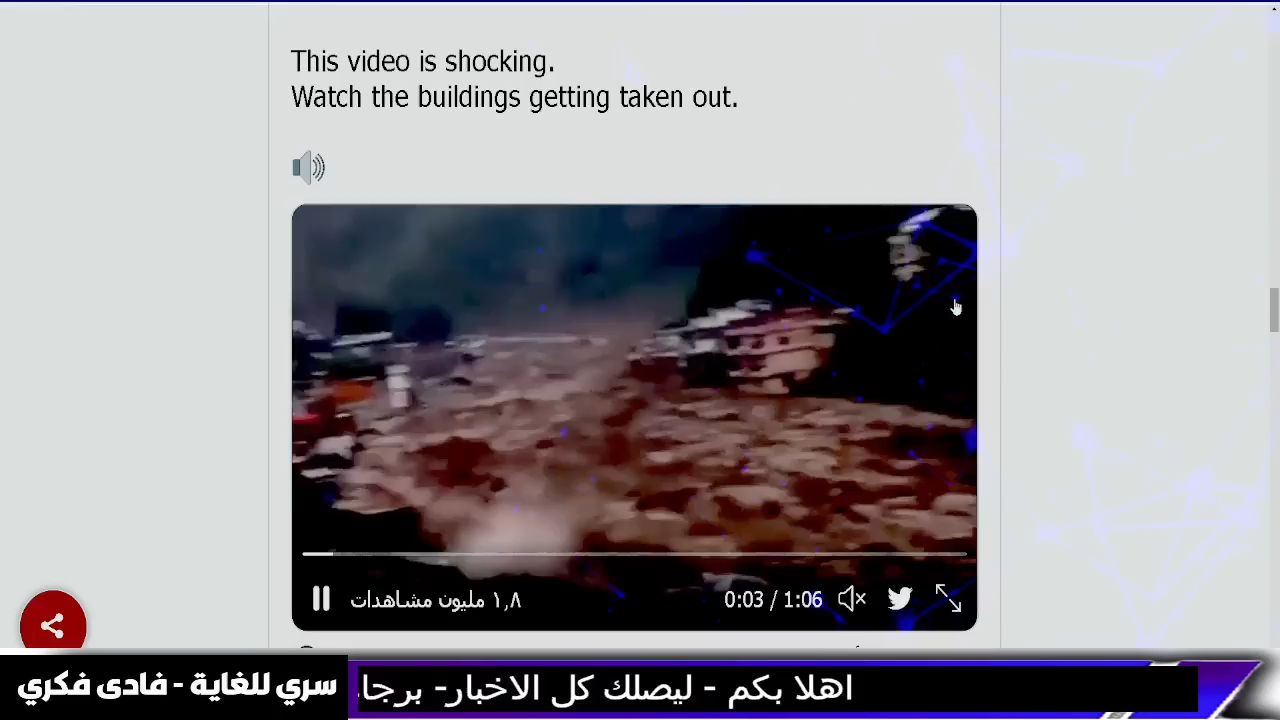 This video is shocking.
Watch the buildings getting taken out.
١,٨ مليون مشاهدات
0:03 / 1:06
سري للغاية - فادى فكري
اهلا بكم - ليصلك كل الاخبار- برجا